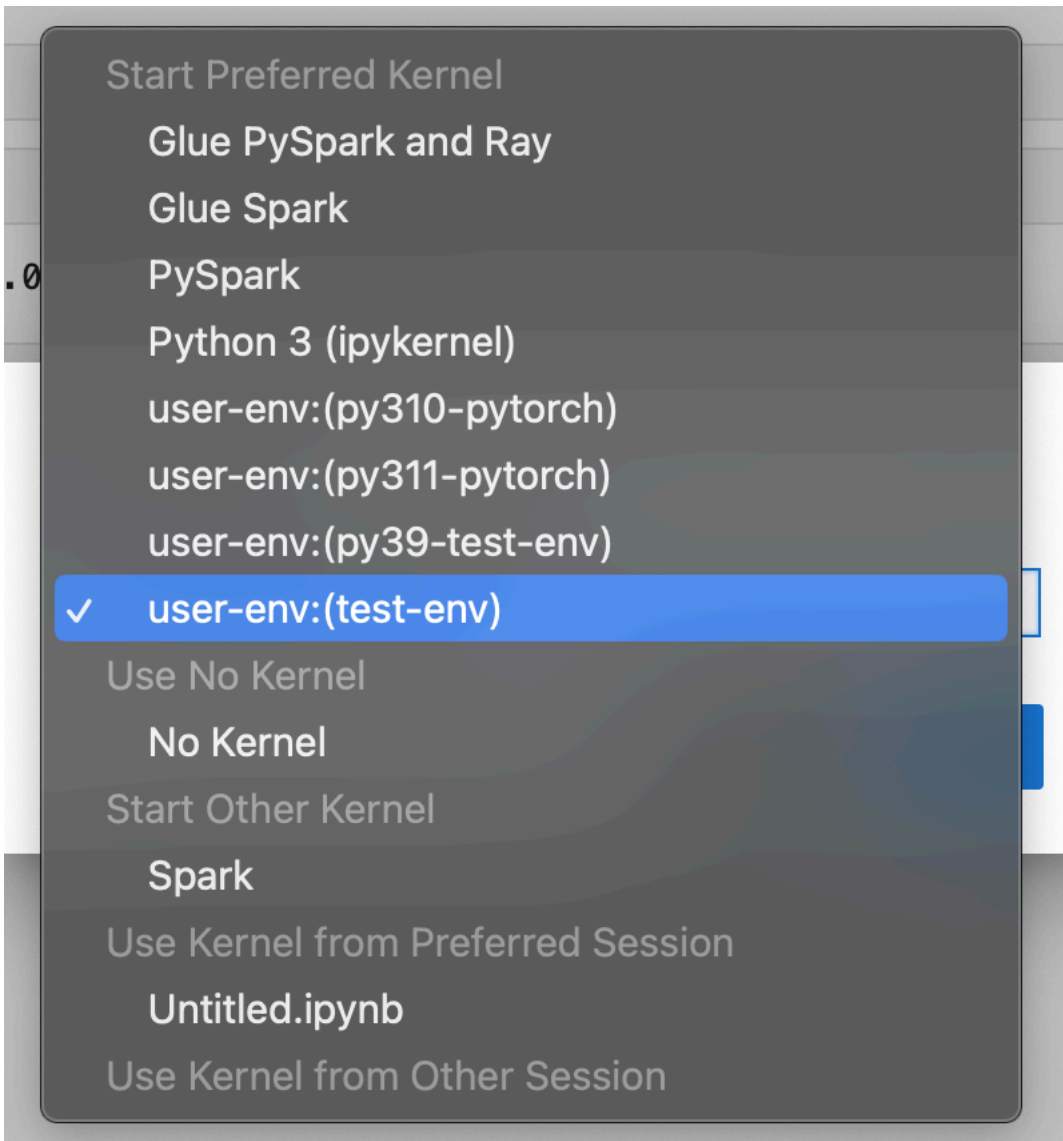 Start Preferred Kernel
Glue PySpark and Ray
Glue Spark
.0
PySpark
Python 3 (ipykernel)
user-env:(py310-pytorch)
user-env:(py311-pytorch)
user-env:(py39-test-env)
✓ user-env:(test-env)
Use No Kernel
No Kernel
Start Other Kernel
Spark
Use Kernel from Preferred Session
Untitled.ipynb
Use Kernel from Other Session